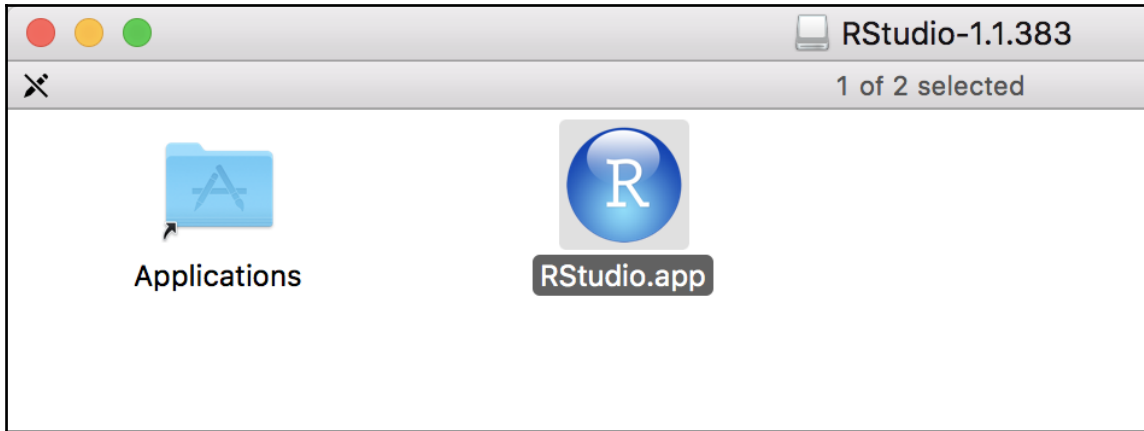 RStudio-1.1.383
1 of 2 selected
R
Applications
RStudio.app